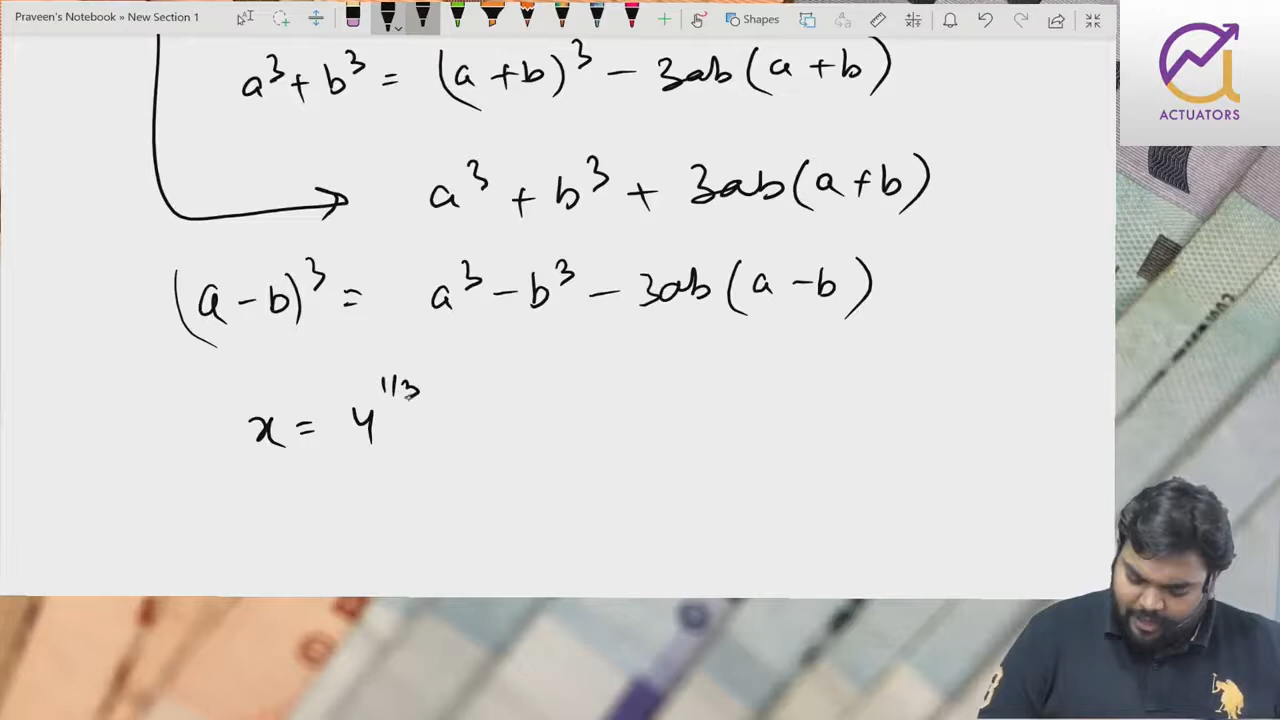 Praveen's Notebook » New Section 1
Shapes
ACTUATORS
a³ + b³ = (a + b)³ − 3ab (a + b)
a³ + b³ + 3ab (a + b)
(a − b)³ = a³ − b³ − 3ab (a − b)
x = 4^1/3